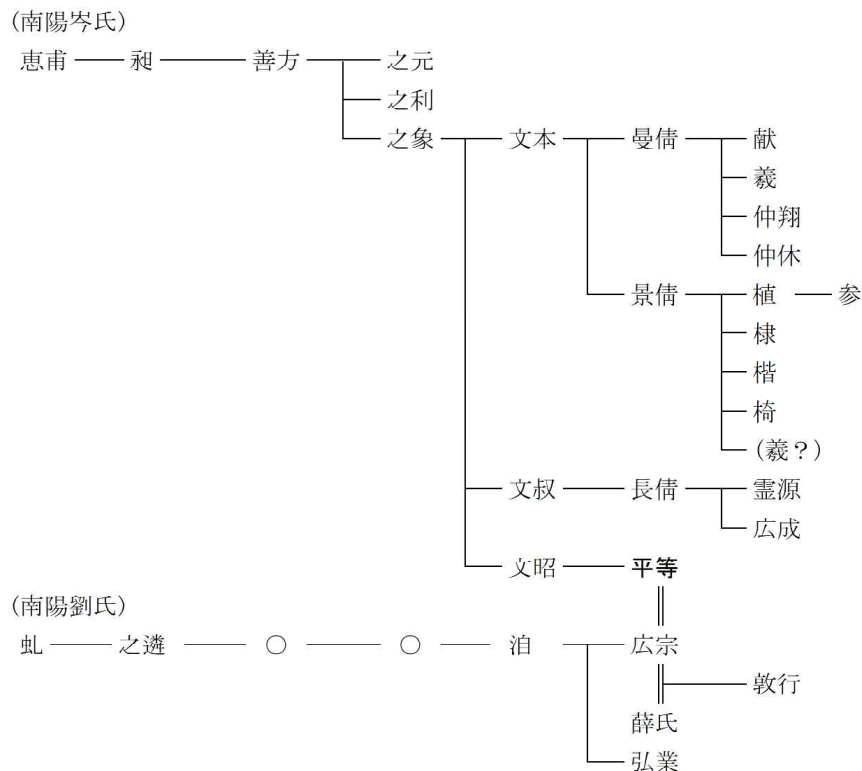 (南陽岑氏)
恵甫 昶 善方 之元
之利
之象 文本 曼倩 献
羲
仲翔
仲休
景倩 植 参
棣
楷
椅
(羲?)
文叔 長倩 霊源
広成
文昭 平等
(南陽劉氏)
虬 之遴 ○ ○ 洎 広宗
敦行
薛氏
弘業